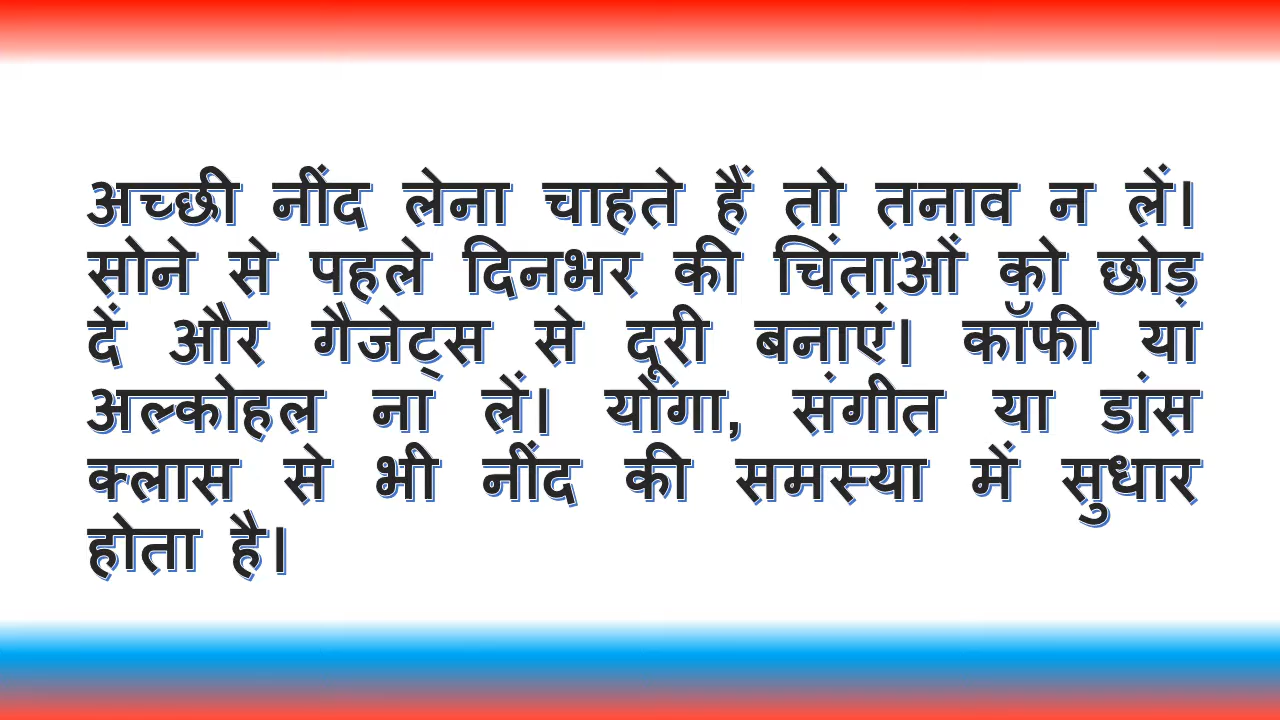 अच्छी नींद लेना चाहते हैं तो तनाव न लें।
सोने से पहले दिनभर की चिंताओं को छोड़
दें और गैजेट्स से दूरी बनाएं। कॉफी या
अल्कोहल ना लें। योगा, संगीत या डांस
क्लास से भी नींद की समस्या में सुधार
होता है।